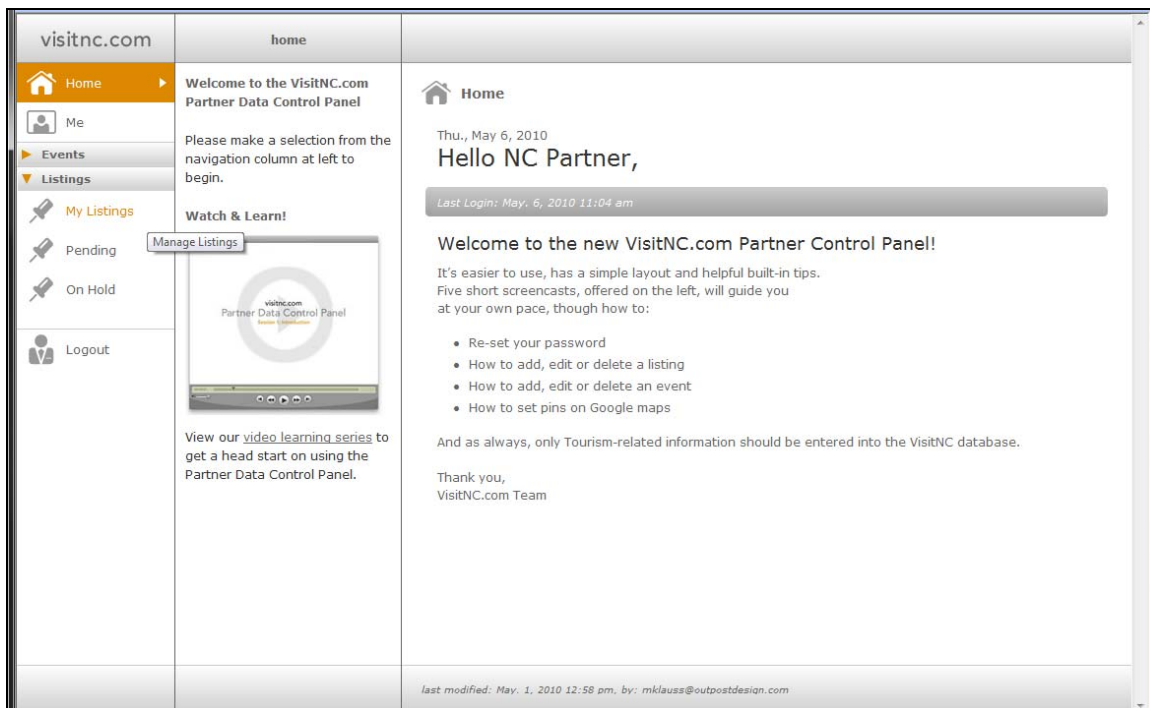 visitnc.com
home
Home
Me
Events
Listings
My Listings
Manage Listings
Pending
On Hold
Logout
Welcome to the VisitNC.com
Partner Data Control Panel
Please make a selection from the
navigation column at left to
begin.
Watch & Learn!
visitnc.com
Partner Data Control Panel
Session 1: Introduction
View our video learning series to
get a head start on using the
Partner Data Control Panel.
Home
Thu., May 6, 2010
Hello NC Partner,
Last Login: May. 6, 2010 11:04 am
Welcome to the new VisitNC.com Partner Control Panel!
It's easier to use, has a simple layout and helpful built-in tips.
Five short screencasts, offered on the left, will guide you
at your own pace, though how to:
• Re-set your password
• How to add, edit or delete a listing
• How to add, edit or delete an event
• How to set pins on Google maps
And as always, only Tourism-related information should be entered into the VisitNC database.
Thank you,
VisitNC.com Team
last modified: May. 1, 2010 12:58 pm, by: mklauss@outpostdesign.com